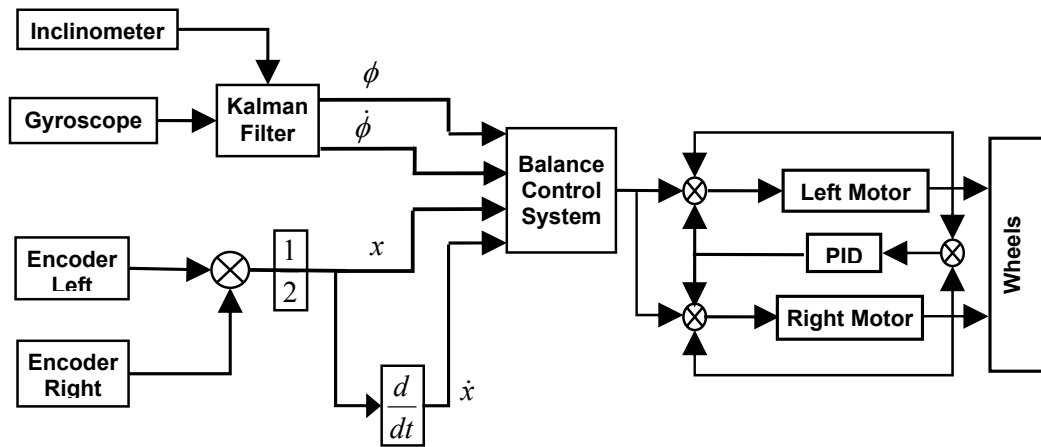 Inclinometer
Gyroscope
Kalman
Filter
ϕ
ϕ̇
Balance
Control
System
Left Motor
PID
Right Motor
Wheels
Encoder
Left
Encoder
Right
1
2
x
d
dt
ẋ